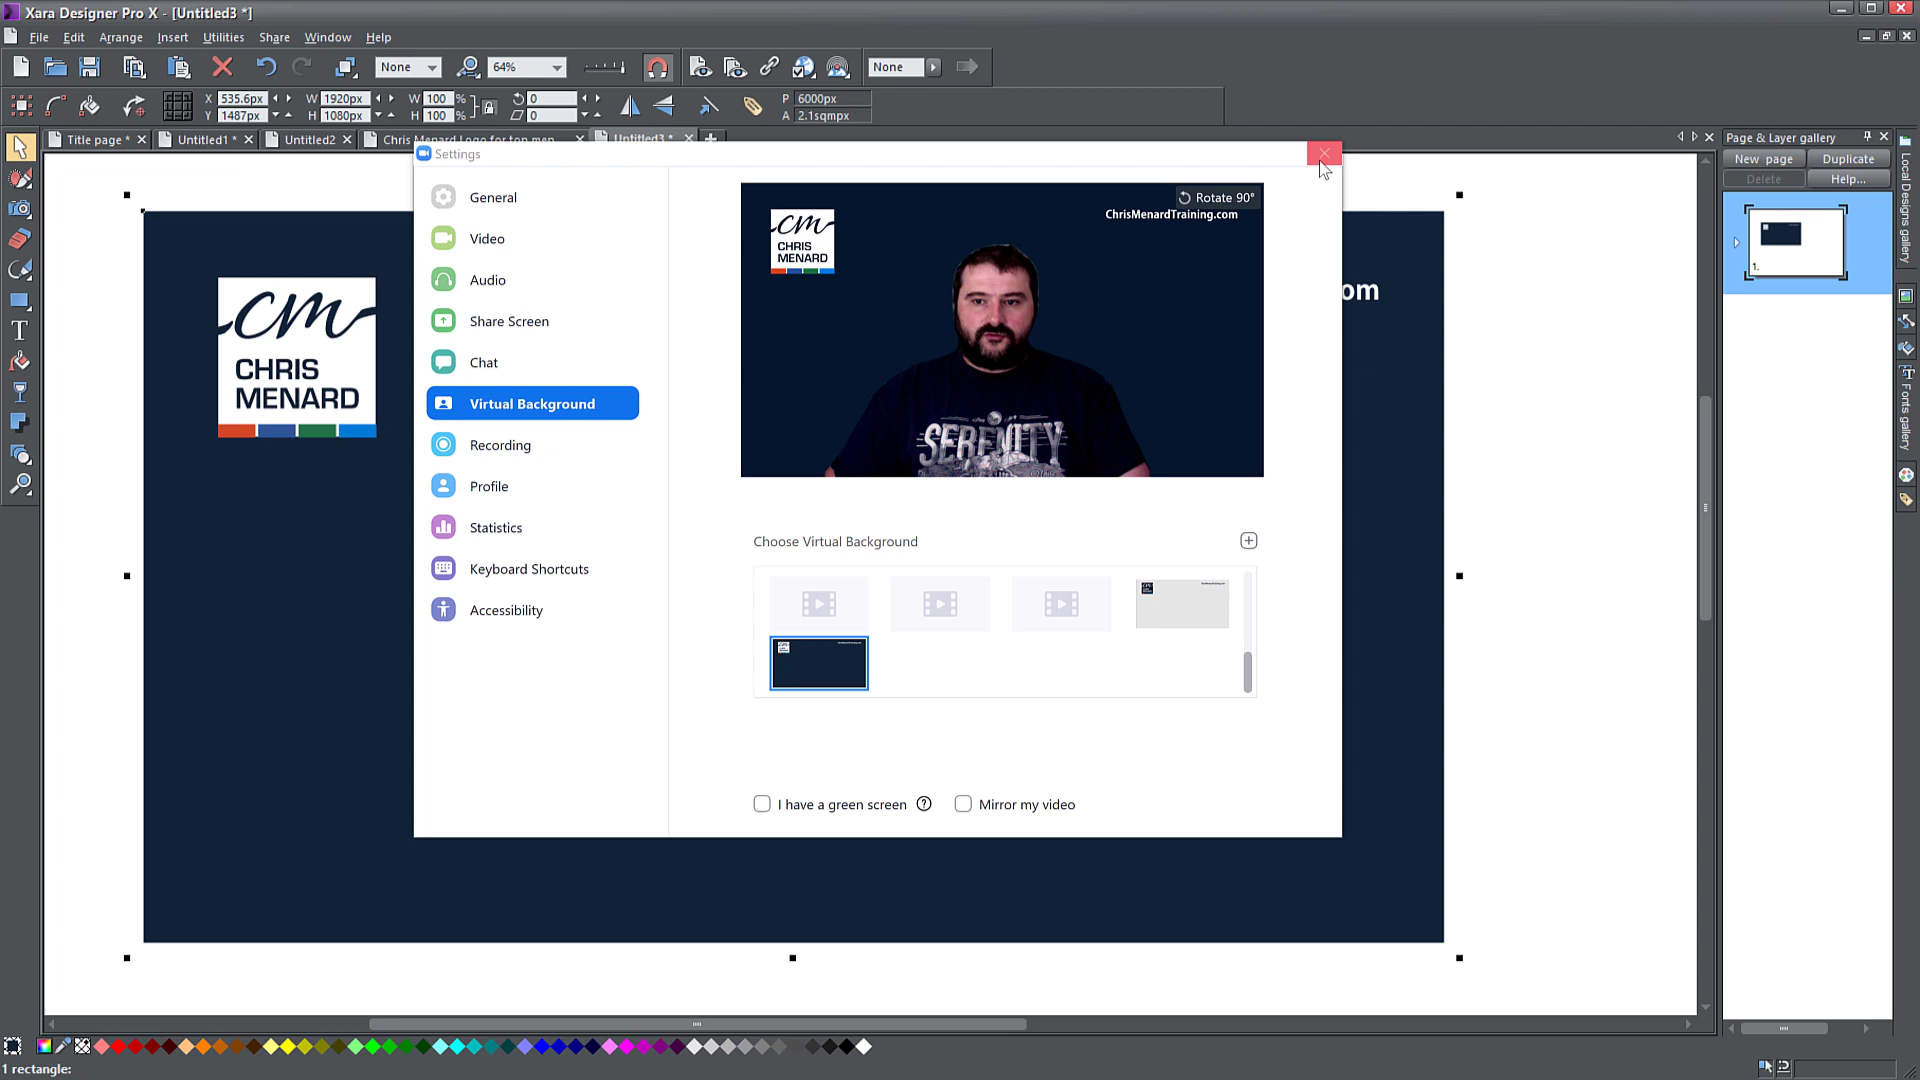 Xara Designer Pro X - [Untitled3 *]
File Edit Arrange Insert Utilities Share Window Help
None 64% None
X 535.6px W 1920px W 100 % 0 P 6000px
Y 1487px H 1080px H 100 % 0 A 2.1sqmpx
Title page * Untitled1 * Untitled2 Chris Menard Logo for top men... Untitled3 *
Page & Layer gallery
New page Duplicate
Delete Help...
1.
Local Designs gallery
Fonts gallery
Settings
General
Video
Audio
Share Screen
Chat
Virtual Background
Recording
Profile
Statistics
Keyboard Shortcuts
Accessibility
Rotate 90°
ChrisMenardTraining.com
cm
CHRIS
MENARD
SERENITY
Choose Virtual Background
I have a green screen ? Mirror my video
cm
CHRIS
MENARD
om
1 rectangle: